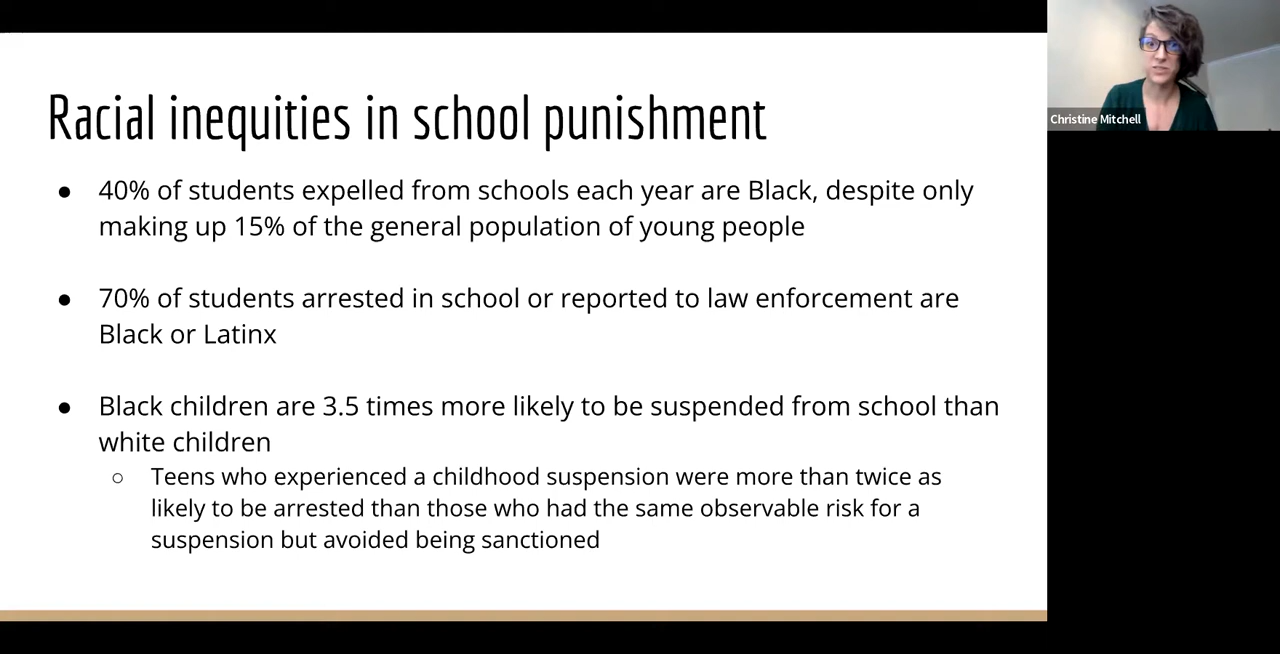 Racial inequities in school punishment
● 40% of students expelled from schools each year are Black, despite only
making up 15% of the general population of young people
● 70% of students arrested in school or reported to law enforcement are
Black or Latinx
● Black children are 3.5 times more likely to be suspended from school than
white children
○ Teens who experienced a childhood suspension were more than twice as
likely to be arrested than those who had the same observable risk for a
suspension but avoided being sanctioned
Christine Mitchell